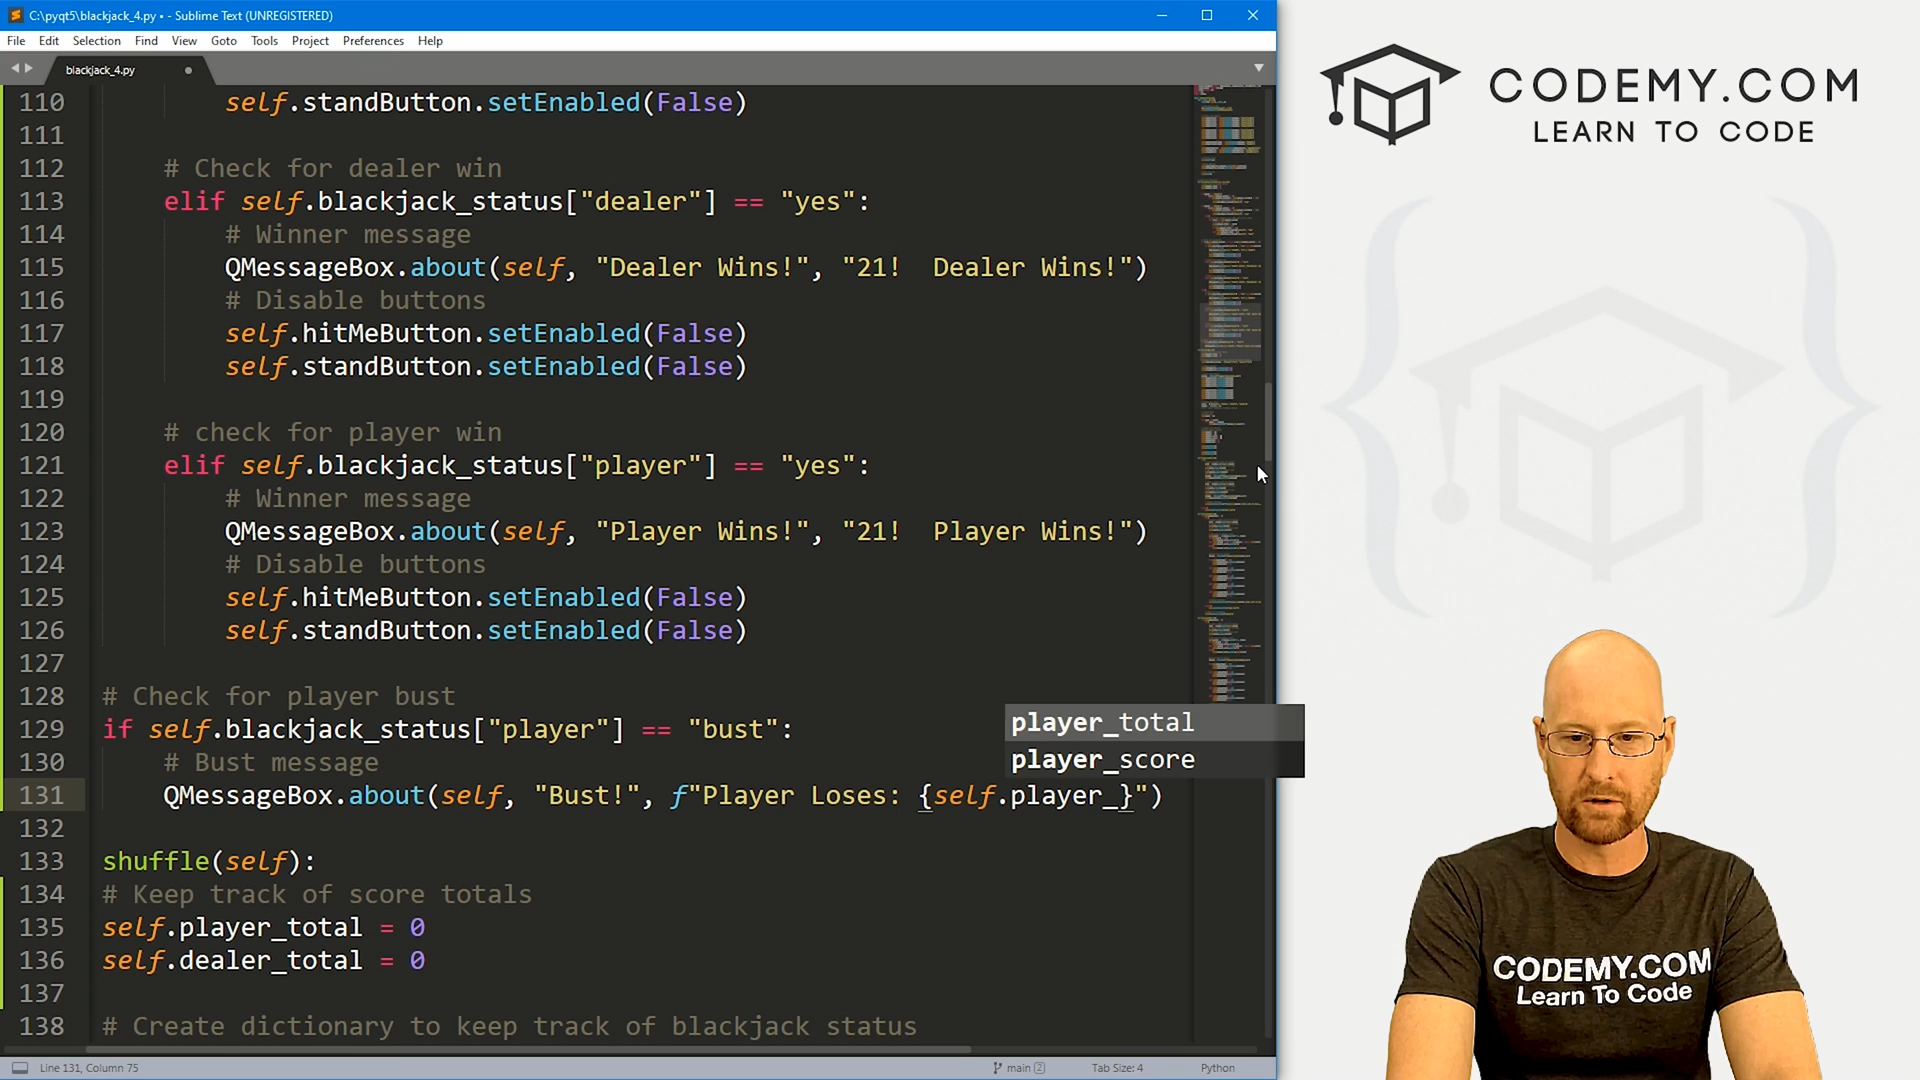 C:\pyqt5\blackjack_4.py • - Sublime Text (UNREGISTERED)
File Edit Selection Find View Goto Tools Project Preferences Help
blackjack_4.py
110 self.standButton.setEnabled(False)
111
112 # Check for dealer win
113 elif self.blackjack_status["dealer"] == "yes":
114 # Winner message
115 QMessageBox.about(self, "Dealer Wins!", "21!  Dealer Wins!")
116 # Disable buttons
117 self.hitMeButton.setEnabled(False)
118 self.standButton.setEnabled(False)
119
120 # check for player win
121 elif self.blackjack_status["player"] == "yes":
122 # Winner message
123 QMessageBox.about(self, "Player Wins!", "21!  Player Wins!")
124 # Disable buttons
125 self.hitMeButton.setEnabled(False)
126 self.standButton.setEnabled(False)
127
128 # Check for player bust
129 if self.blackjack_status["player"] == "bust":
player_total
130 # Bust message
player_score
131 QMessageBox.about(self, "Bust!", f"Player Loses: {self.player_}")
132
133 shuffle(self):
134 # Keep track of score totals
135 self.player_total = 0
136 self.dealer_total = 0
137
138 # Create dictionary to keep track of blackjack status
Line 131, Column 75
main 2
Tab Size: 4
Python
CODEMY.COM
LEARN TO CODE
CODEMY.COM
Learn To Code